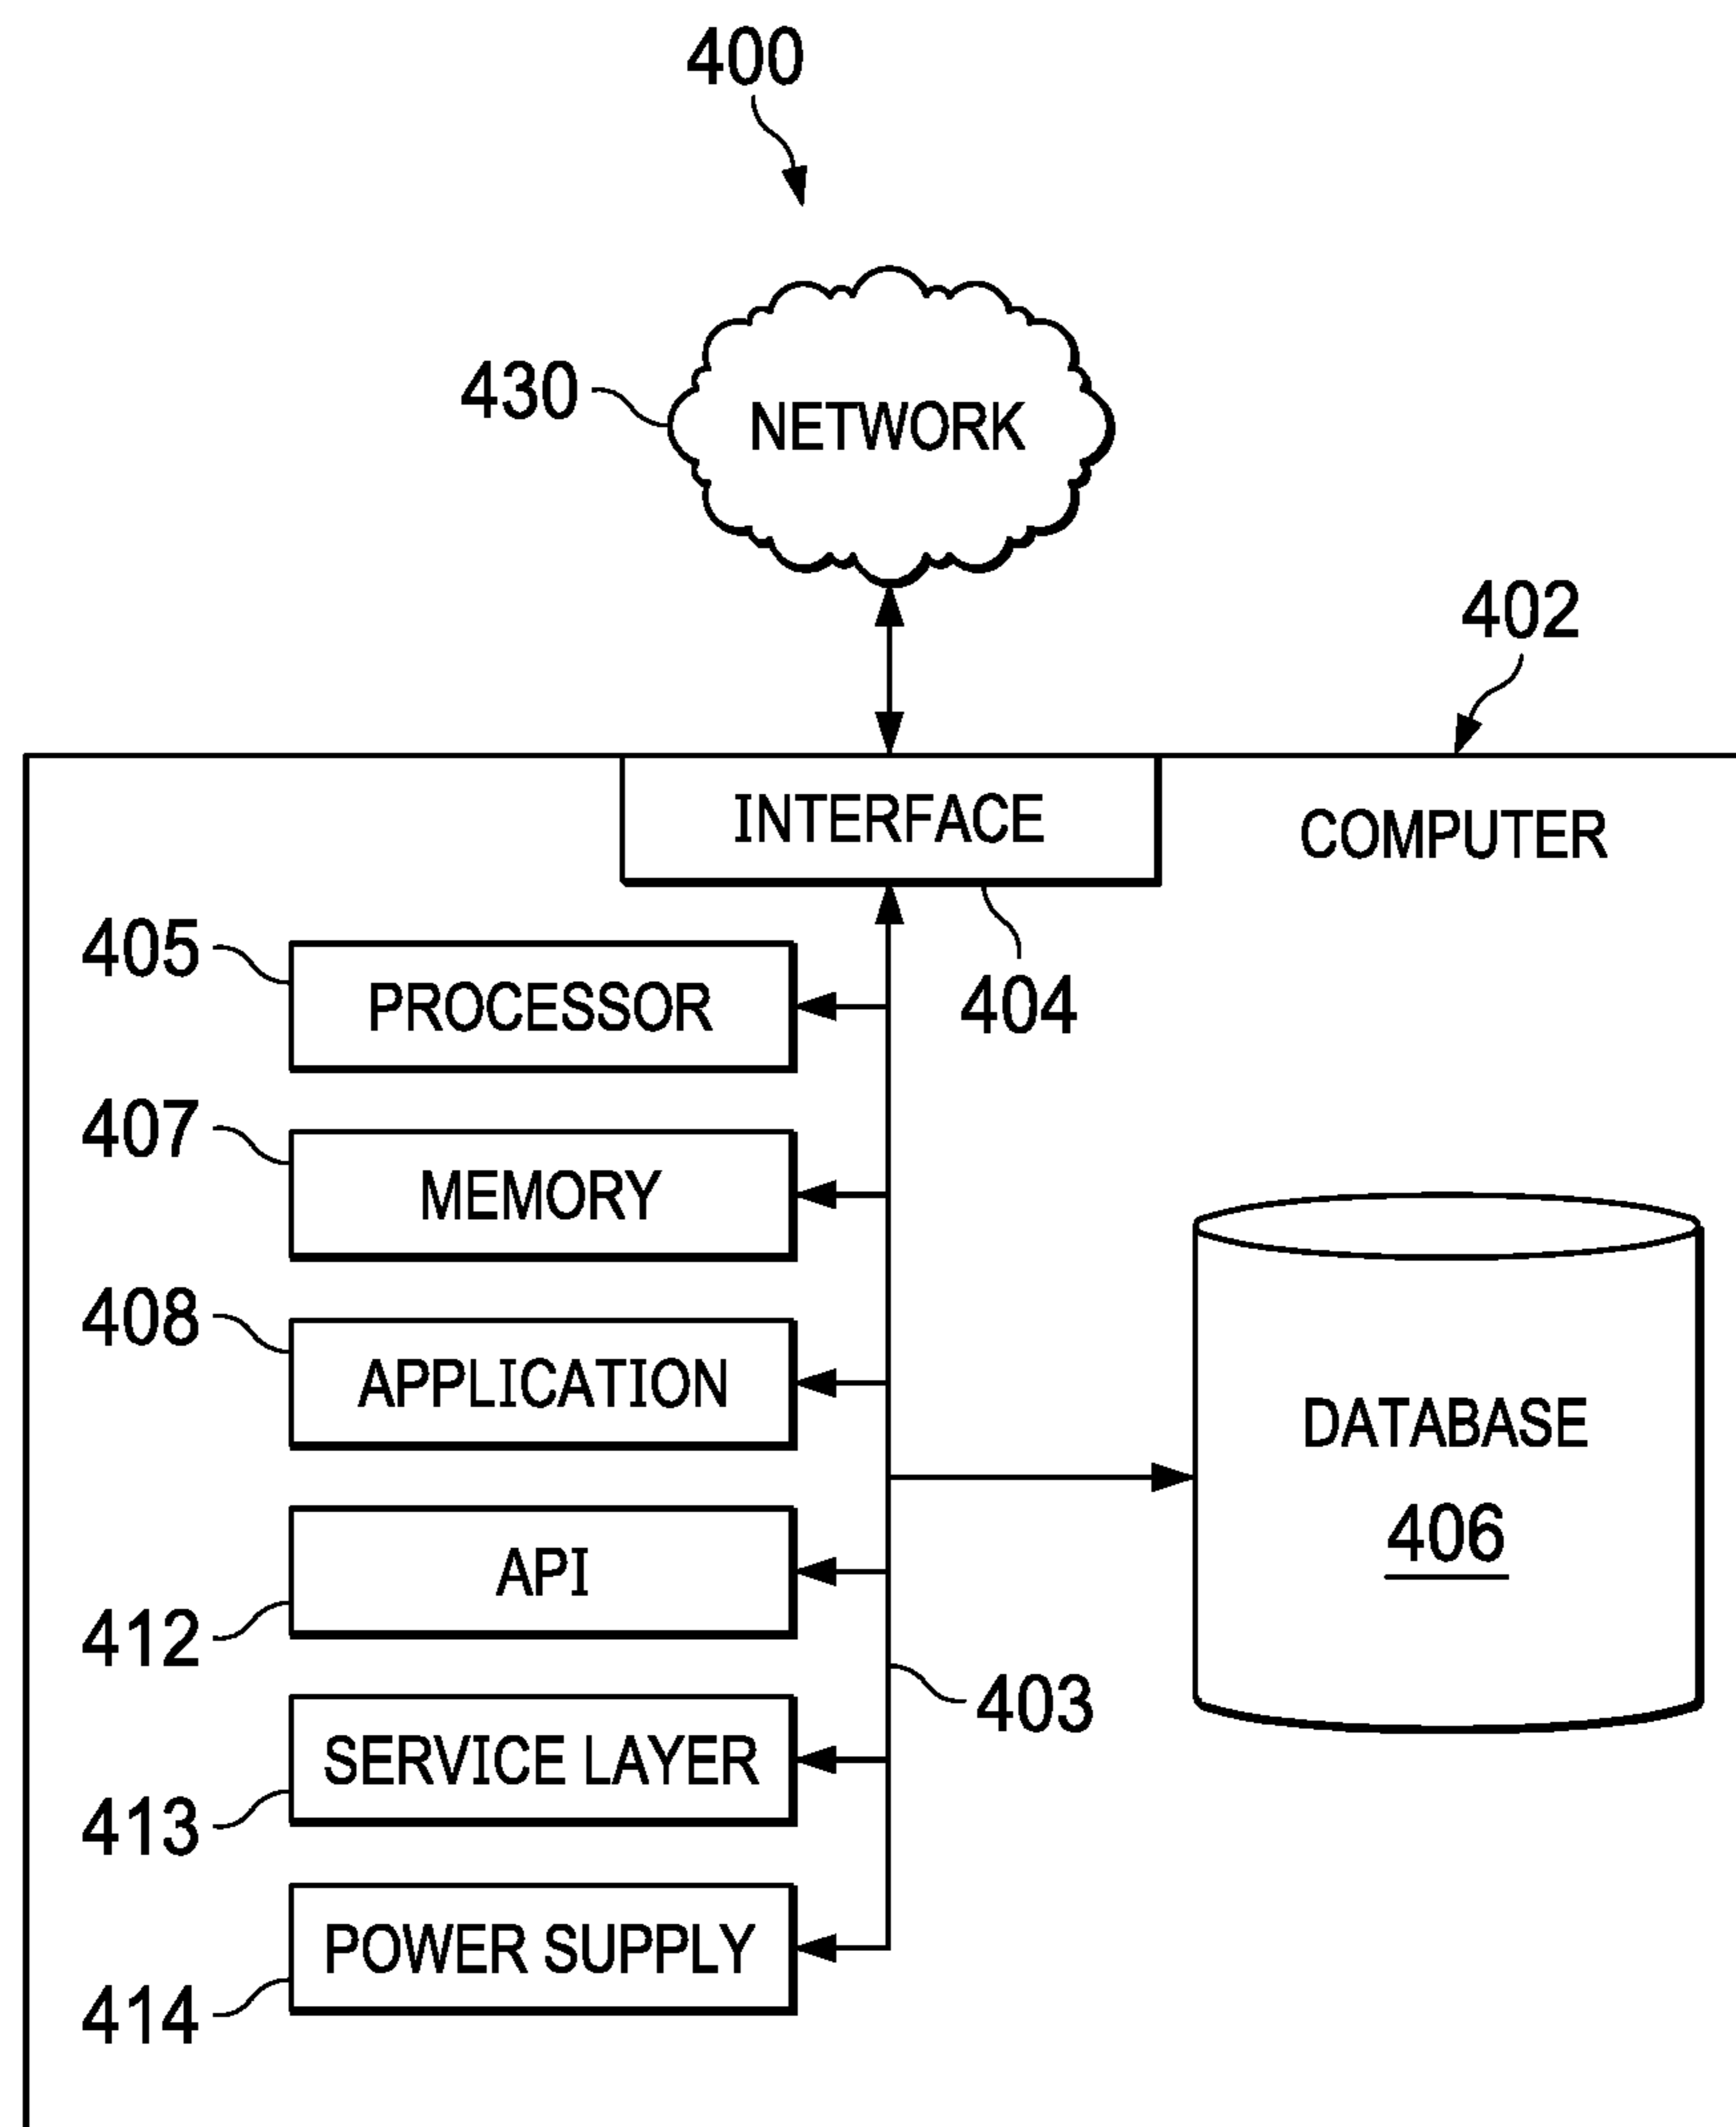 400
430
NETWORK
402
INTERFACE
COMPUTER
405
PROCESSOR
404
407
MEMORY
408
APPLICATION
DATABASE
406
API
412
403
SERVICE LAYER
413
POWER SUPPLY
414